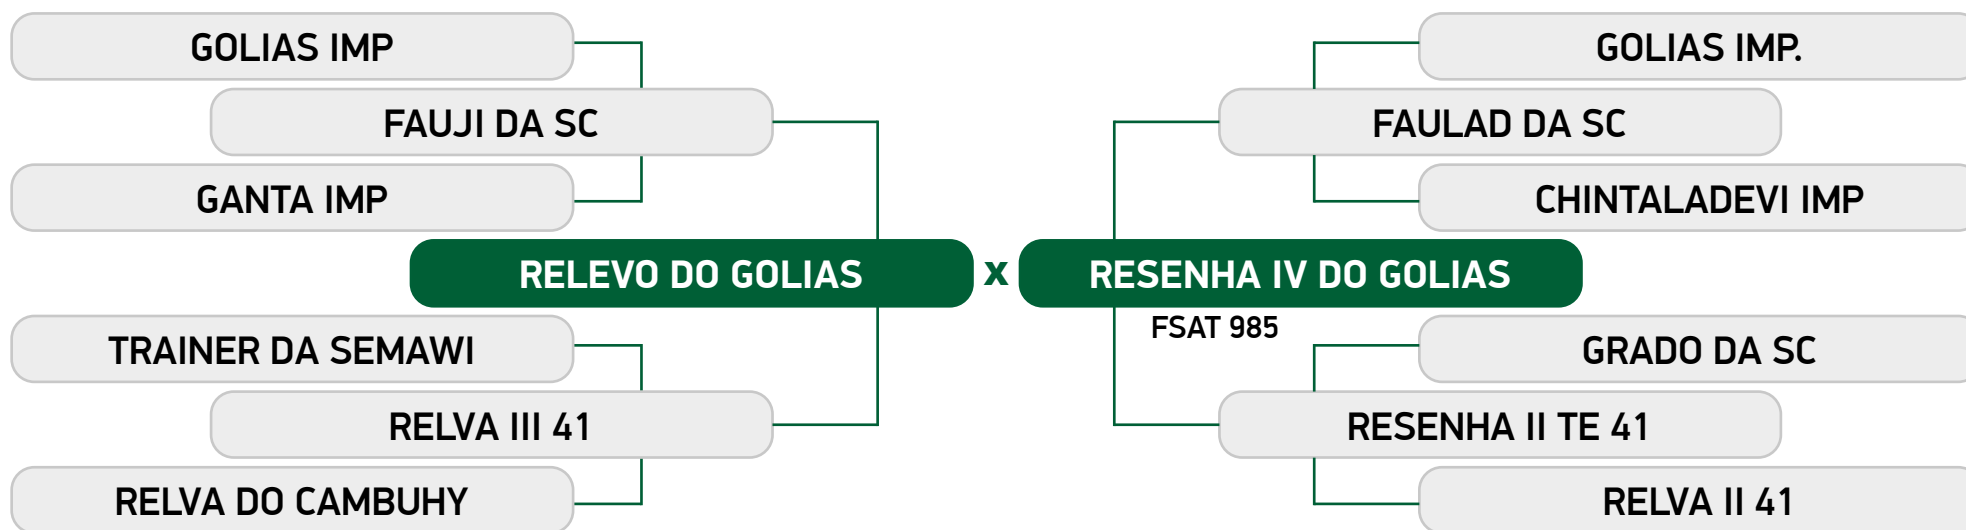 GOLIAS IMP
GOLIAS IMP.
FAUJI DA SC
FAULAD DA SC
GANTA IMP
CHINTALADEVI IMP
RELEVO DO GOLIAS x RESENHA IV DO GOLIAS
FSAT 985
TRAINER DA SEMAWI
GRADO DA SC
RELVA III 41
RESENHA II TE 41
RELVA DO CAMBUHY
RELVA II 41